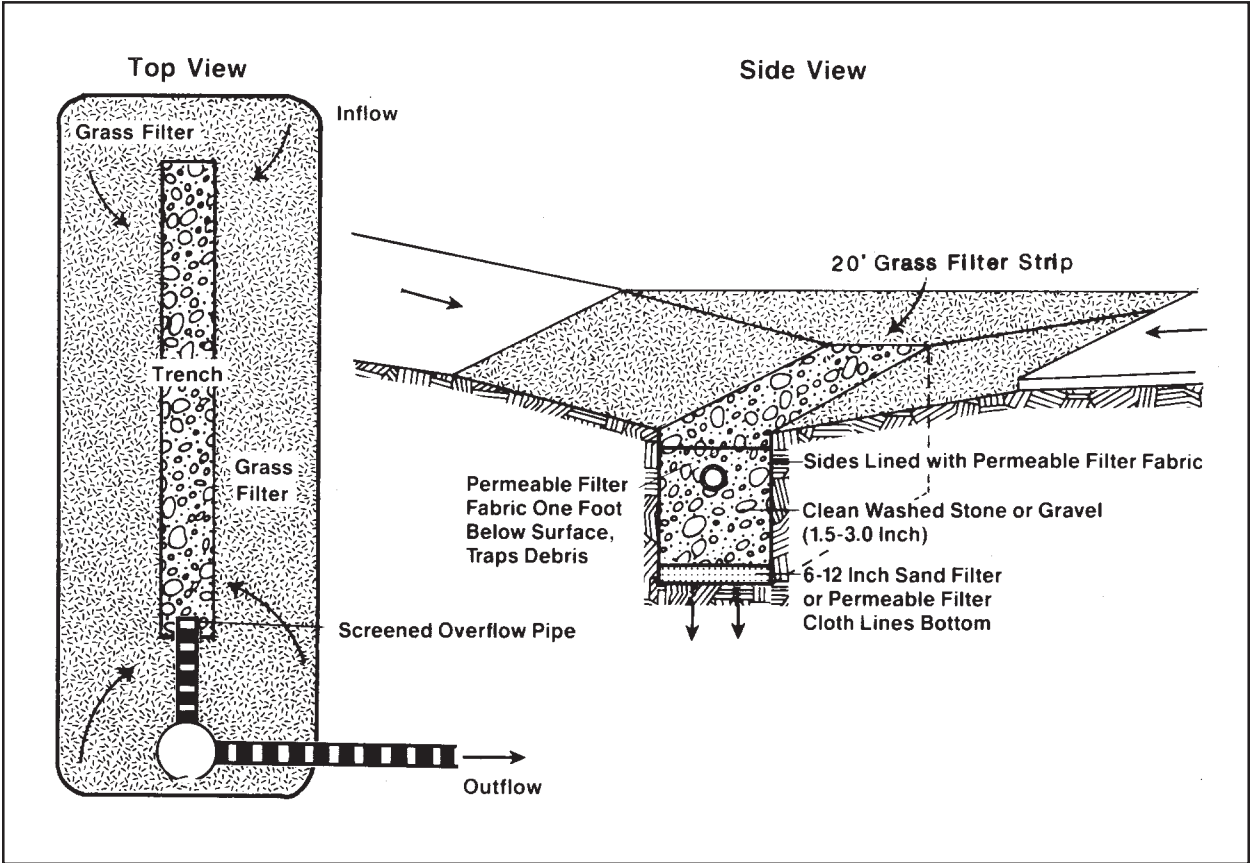 Top View
Side View
Inflow
Grass Filter
20' Grass Filter Strip
Trench
Grass
Filter
Permeable Filter
Fabric One Foot
Below Surface,
Traps Debris
Sides Lined with Permeable Filter Fabric
Clean Washed Stone or Gravel
(1.5-3.0 Inch)
6-12 Inch Sand Filter
or Permeable Filter
Cloth Lines Bottom
Screened Overflow Pipe
Outflow